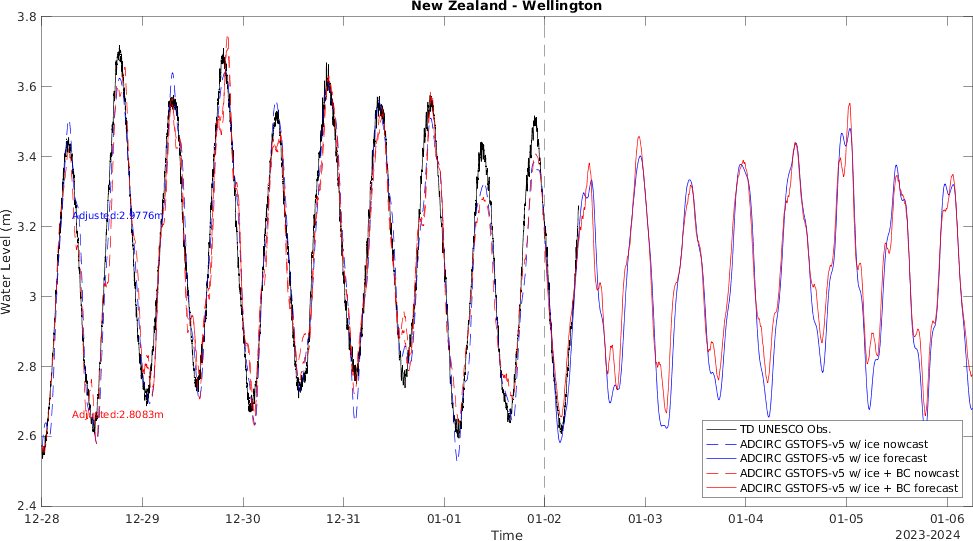 New Zealand - Wellington
3.8
3.6
3.4
3.2
3
2.8
2.6
2.4
Water Level (m)
Adjusted:2.9776m
Adjusted:2.8083m
TD UNESCO Obs.
ADCIRC GSTOFS-v5 w/ ice nowcast
ADCIRC GSTOFS-v5 w/ ice forecast
ADCIRC GSTOFS-v5 w/ ice + BC nowcast
ADCIRC GSTOFS-v5 w/ ice + BC forecast
12-28 12-29 12-30 12-31 01-01 01-02 01-03 01-04 01-05 01-06
Time
2023-2024